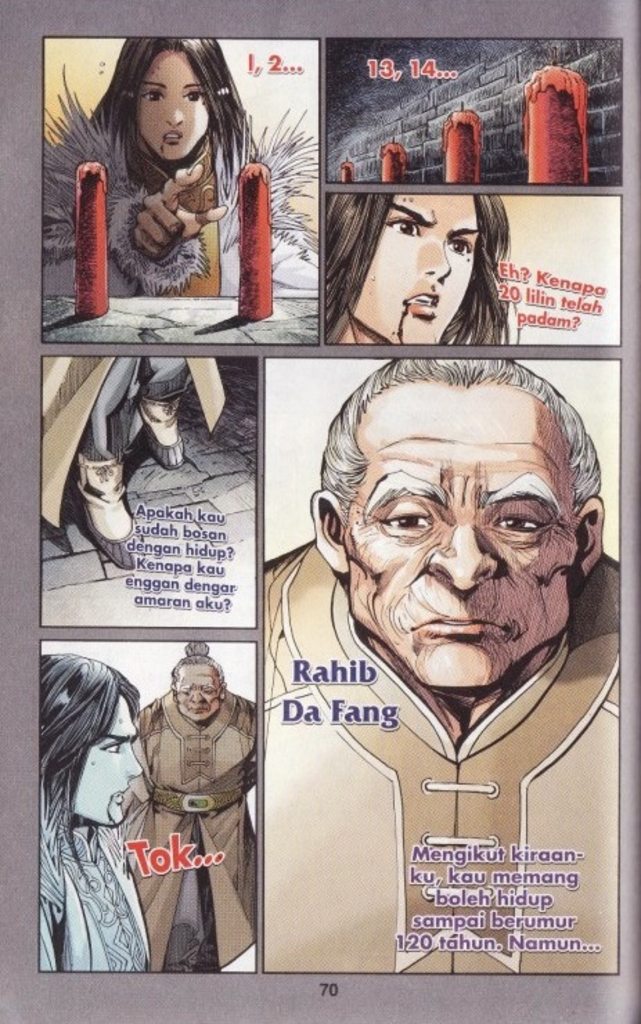 1, 2...
13, 14...
Eh? Kenapa
20 lilin telah
padam?
Apakah kau
sudah bosan
dengan hidup?
Kenapa kau
enggan dengar
amaran aku?
Rahib
Da Fang
Mengikut kiraan-
ku, kau memang
boleh hidup
sampai berumur
120 tahun. Namun...
Tok...
70